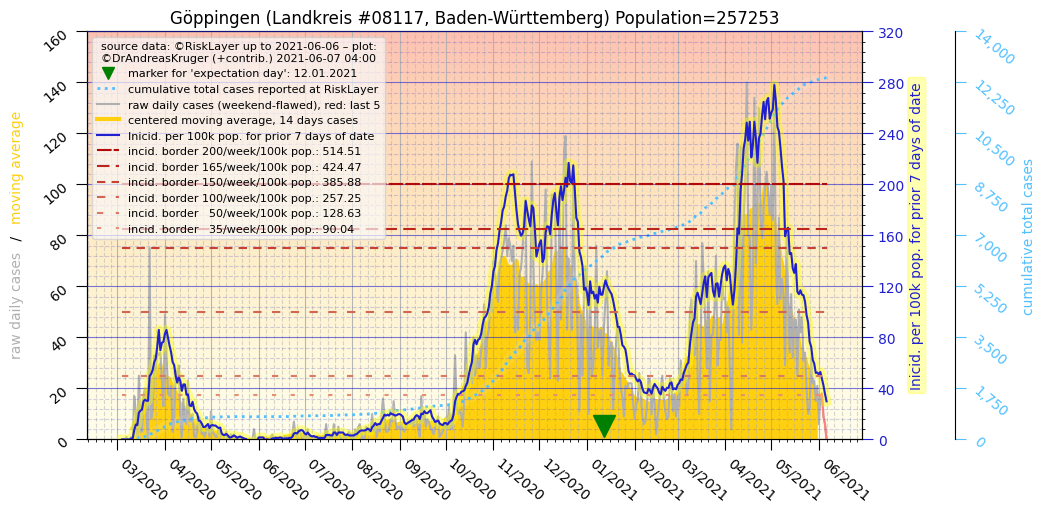 Göppingen (Landkreis #08117, Baden-Württemberg) Population=257253
source data: ©RiskLayer up to 2021-06-06 – plot:
©DrAndreasKruger (+contrib.) 2021-06-07 04:00
marker for 'expectation day': 12.01.2021
cumulative total cases reported at RiskLayer
raw daily cases (weekend-flawed), red: last 5
centered moving average, 14 days cases
Inicid. per 100k pop. for prior 7 days of date
incid. border 200/week/100k pop.: 514.51
incid. border 165/week/100k pop.: 424.47
incid. border 150/week/100k pop.: 385.88
incid. border 100/week/100k pop.: 257.25
incid. border 50/week/100k pop.: 128.63
incid. border 35/week/100k pop.: 90.04
raw daily cases / moving average
160
140
120
100
80
60
40
20
0
03/2020
04/2020
05/2020
06/2020
07/2020
08/2020
09/2020
10/2020
11/2020
12/2020
01/2021
02/2021
03/2021
04/2021
05/2021
06/2021
320
280
240
200
160
120
80
40
0
Inicid. per 100k pop. for prior 7 days of date
14,000
12,250
10,500
8,750
7,000
5,250
3,500
1,750
0
cumulative total cases